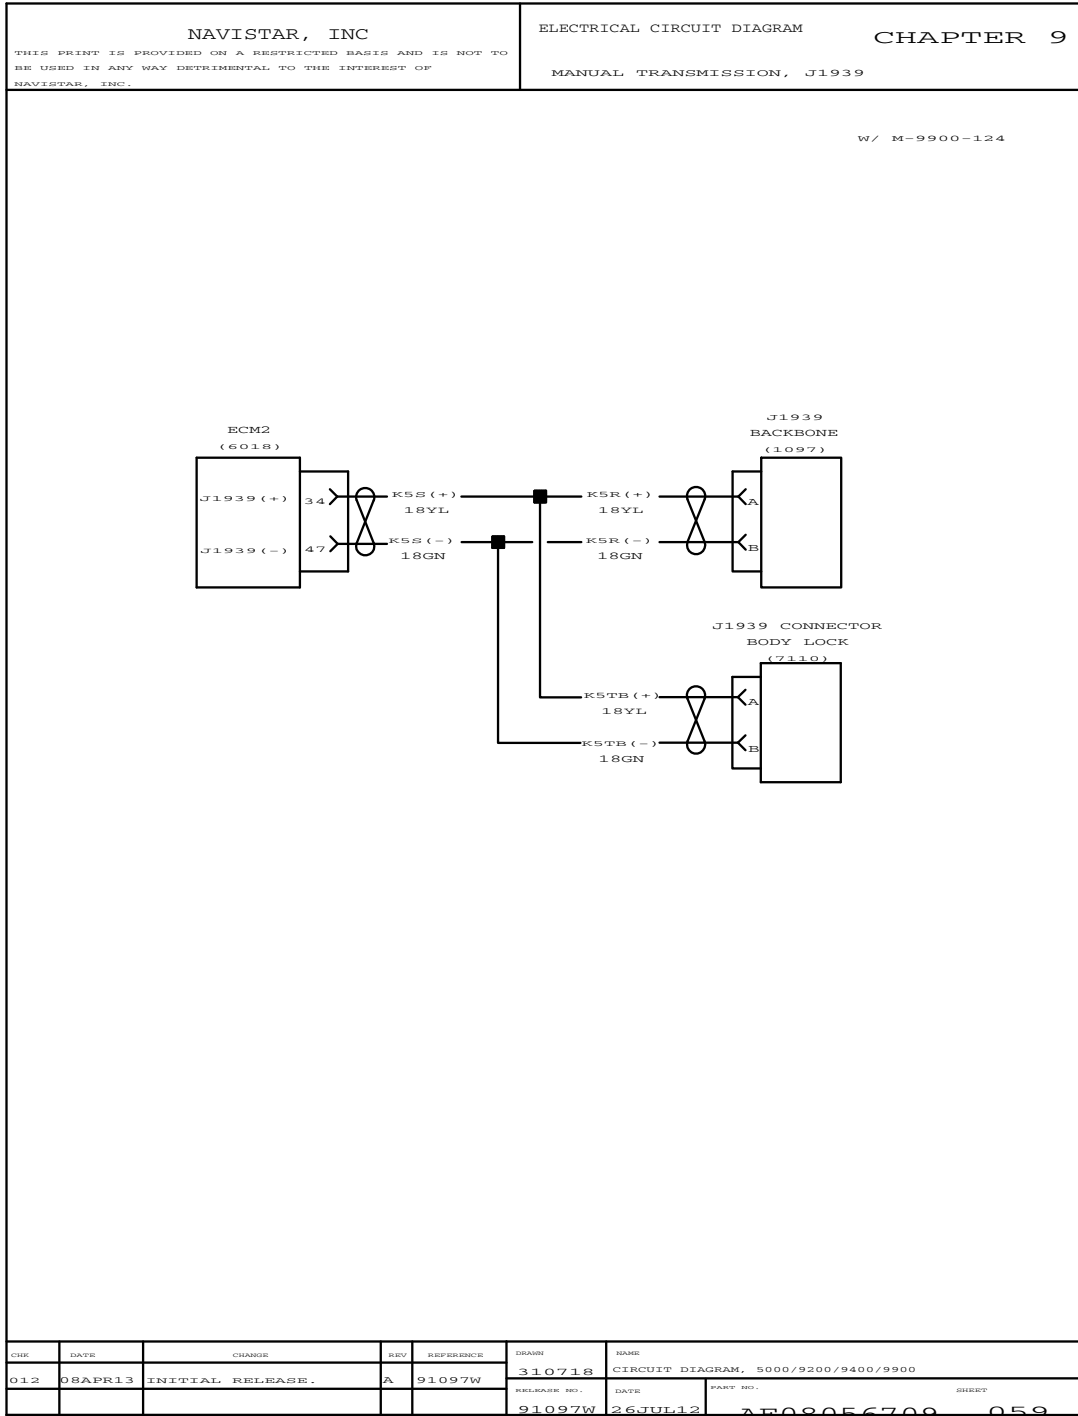 NAVISTAR, INC
THIS PRINT IS PROVIDED ON A RESTRICTED BASIS AND IS NOT TO
BE USED IN ANY WAY DETRIMENTAL TO THE INTEREST OF
NAVISTAR, INC.
ELECTRICAL CIRCUIT DIAGRAM
CHAPTER 9
MANUAL TRANSMISSION, J1939
W/ M-9900-124
ECM2
(6018)
J1939(+)
34
J1939(-)
47
K5S(+)
18YL
K5S(-)
18GN
K5R(+)
18YL
K5R(-)
18GN
J1939
BACKBONE
(1097)
A
B
J1939 CONNECTOR
BODY LOCK
(7110)
K5TB(+)
18YL
K5TB(-)
18GN
A
B
CHK DATE CHANGE REV REFERENCE
012 08APR13 INITIAL RELEASE. A 91097W
DRAWN
310718
NAME
CIRCUIT DIAGRAM, 5000/9200/9400/9900
RELEASE NO.
91097W
DATE
26JUL12
PART NO.
AE08056709
SHEET
059